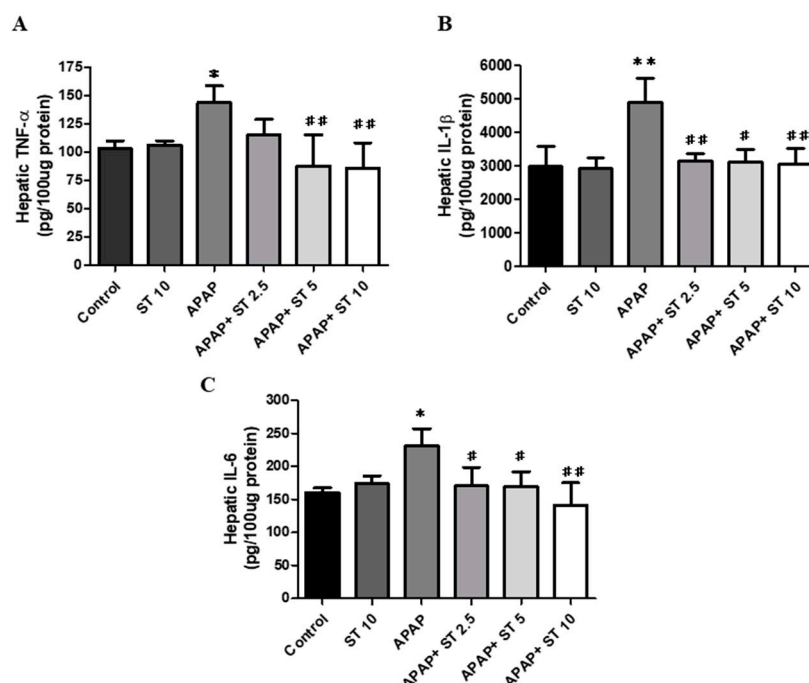 A
Hepatic TNF-α
(pg/100ug protein)
175
150
125
100
75
50
25
0
*
##
##
Control
ST 10
APAP
APAP+ ST 2.5
APAP+ ST 5
APAP+ ST 10
B
Hepatic IL-1β
(pg/100ug protein)
6000
5000
4000
3000
2000
1000
0
**
##
#
##
Control
ST 10
APAP
APAP+ ST 2.5
APAP+ ST 5
APAP+ ST 10
C
Hepatic IL-6
(pg/100ug protein)
300
250
200
150
100
50
0
*
#
#
##
Control
ST 10
APAP
APAP+ ST 2.5
APAP+ ST 5
APAP+ ST 10